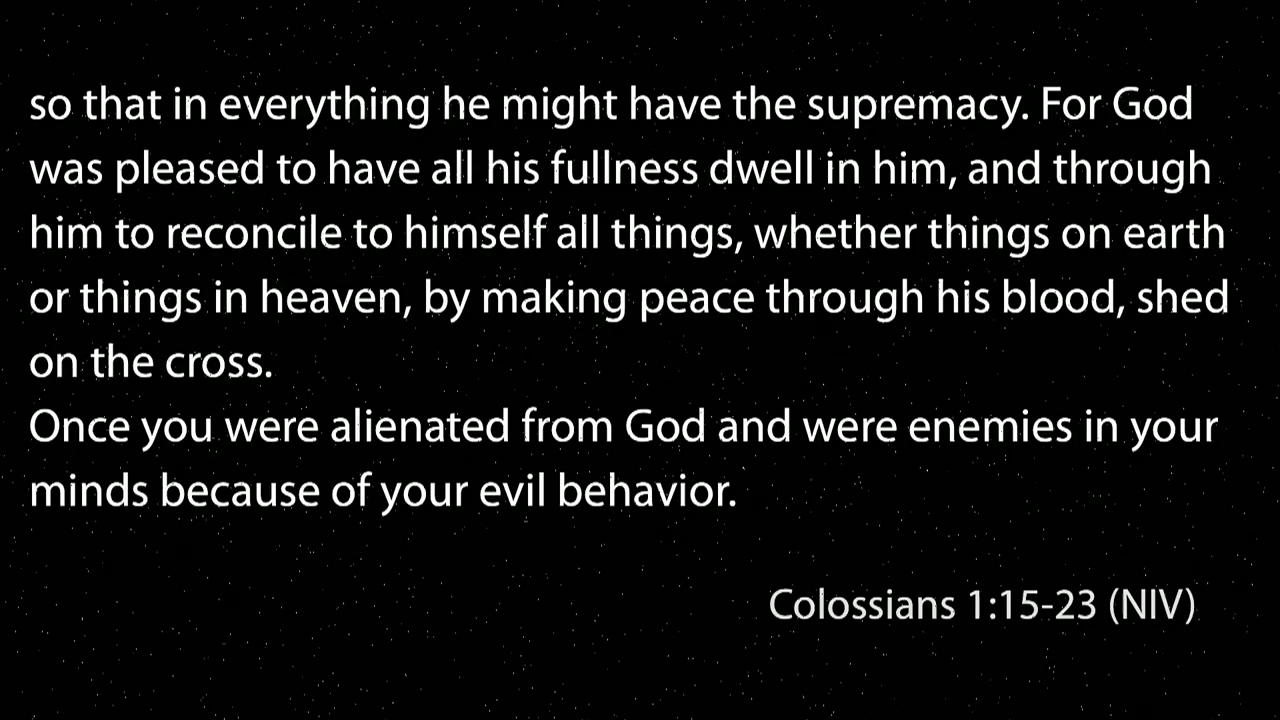 so that in everything he might have the supremacy. For God
was pleased to have all his fullness dwell in him, and through
him to reconcile to himself all things, whether things on earth
or things in heaven, by making peace through his blood, shed
on the cross.
Once you were alienated from God and were enemies in your
minds because of your evil behavior.
Colossians 1:15-23 (NIV)